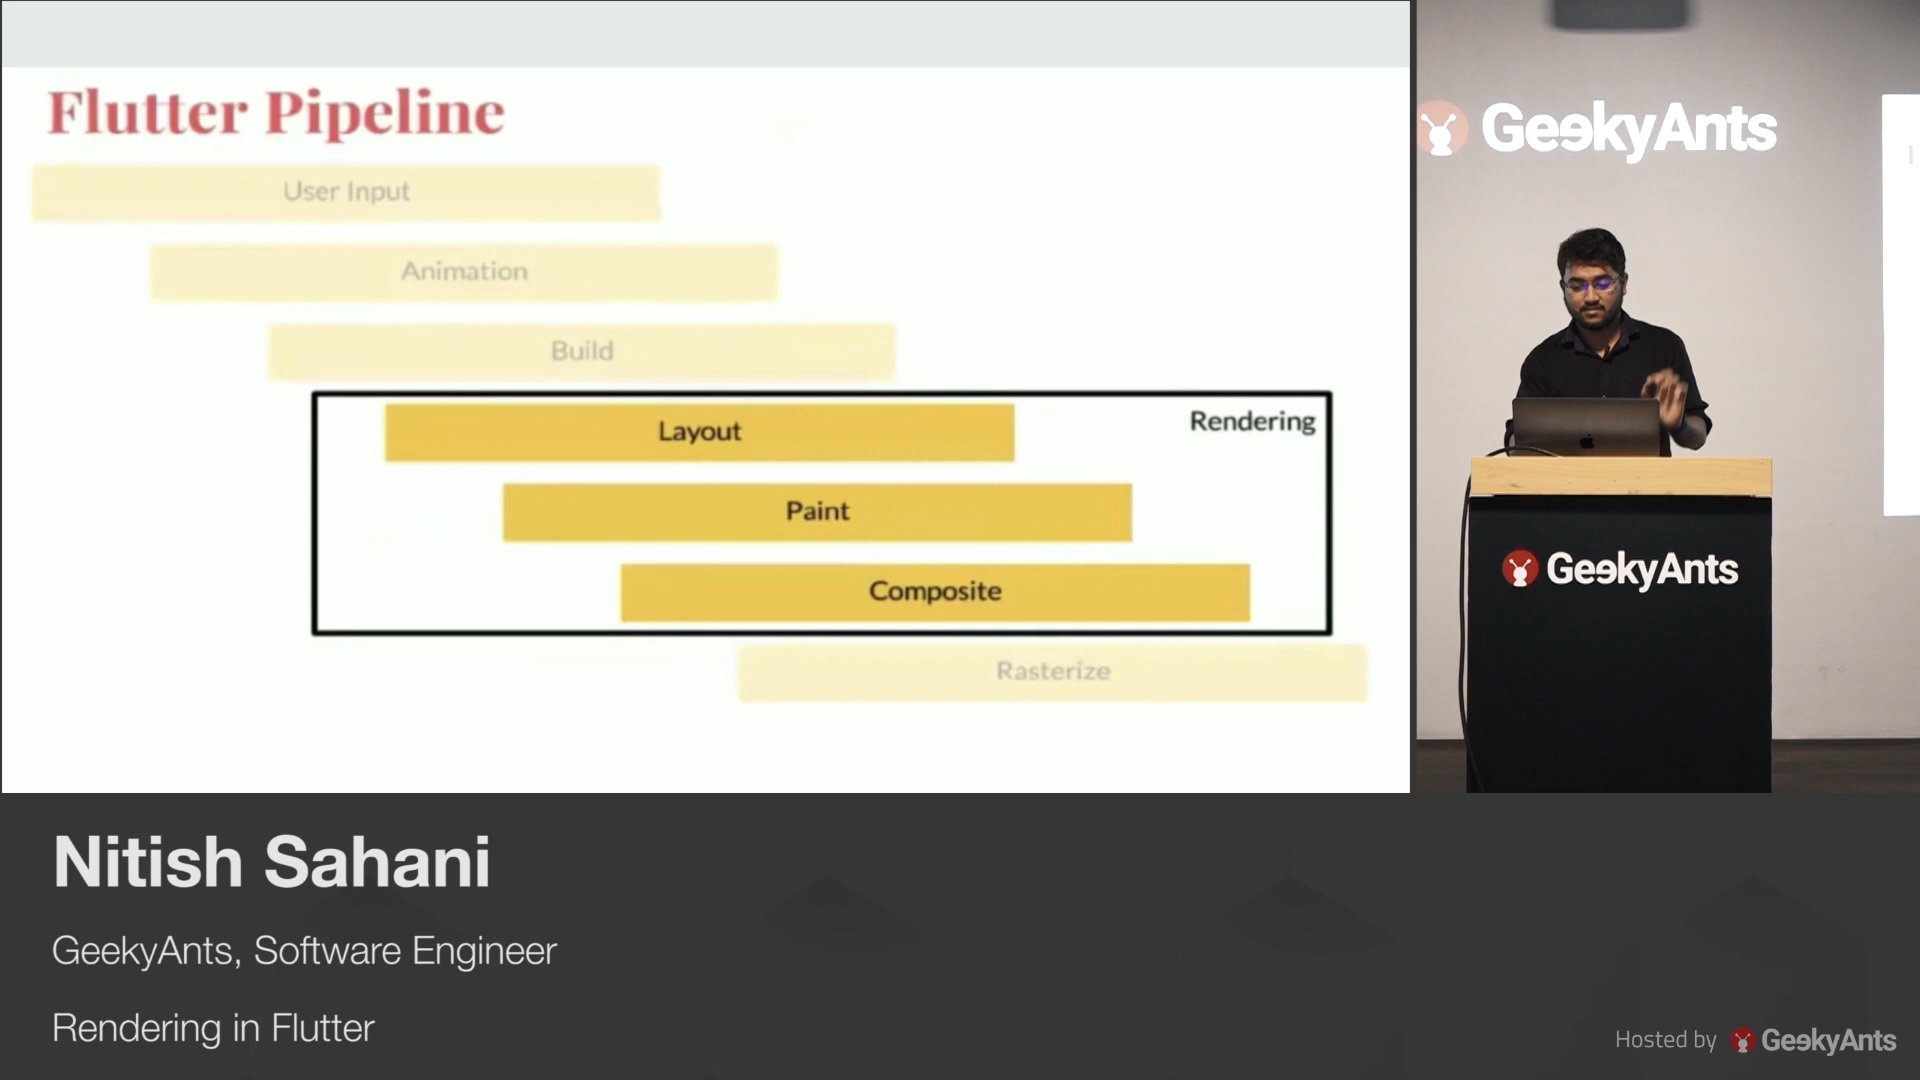 Flutter Pipeline
User Input
Animation
Build
Layout
Rendering
Paint
Composite
Rasterize
GeekyAnts
GeekyAnts
Nitish Sahani
GeekyAnts, Software Engineer
Rendering in Flutter
Hosted by GeekyAnts